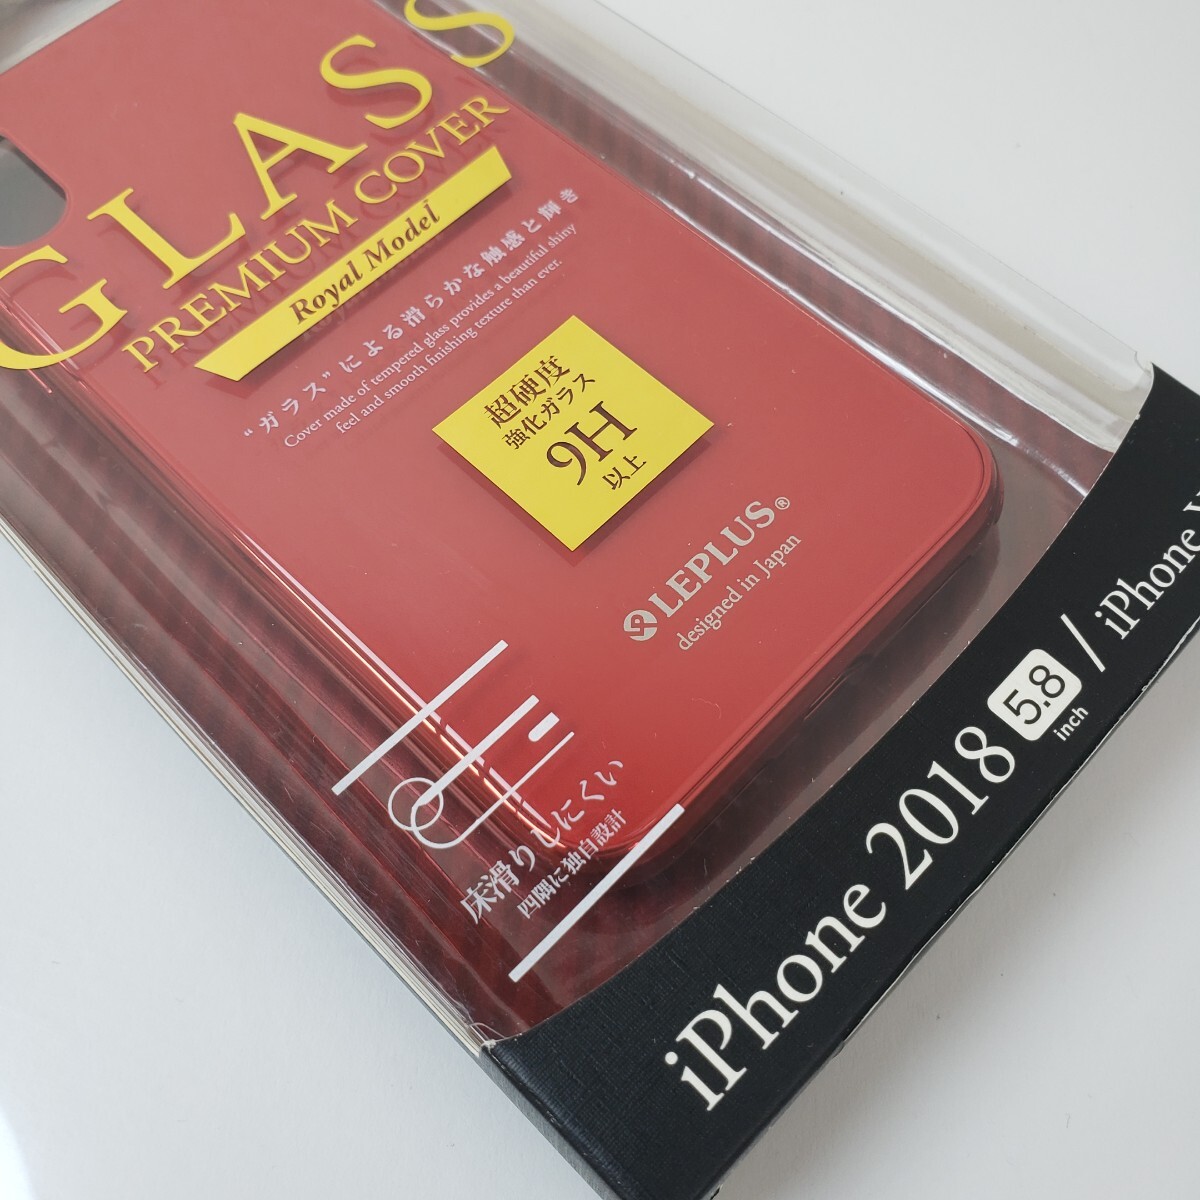 GLASS
PREMIUM COVER
Royal Model
“ガラス”による滑らかな触感と輝き
Cover made of tempered glass provides a beautiful shiny
feel and smooth finishing texture than ever.
超硬度
強化ガラス
9H
以上
LEPLUS®
designed in Japan
床滑りしにくい
四隅に独自設計
iPhone 2018 5.8 inch / iPhone